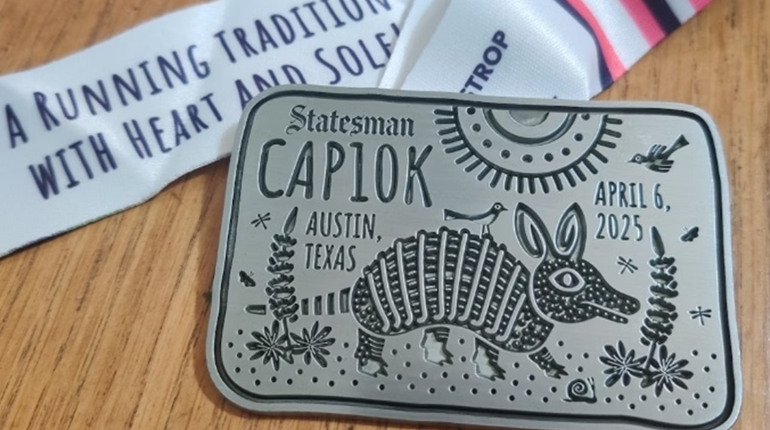 A RUNNING TRADITION
WITH HEART AND SOLE!
Statesman
CAP10K
AUSTIN,
TEXAS
APRIL 6,
2025